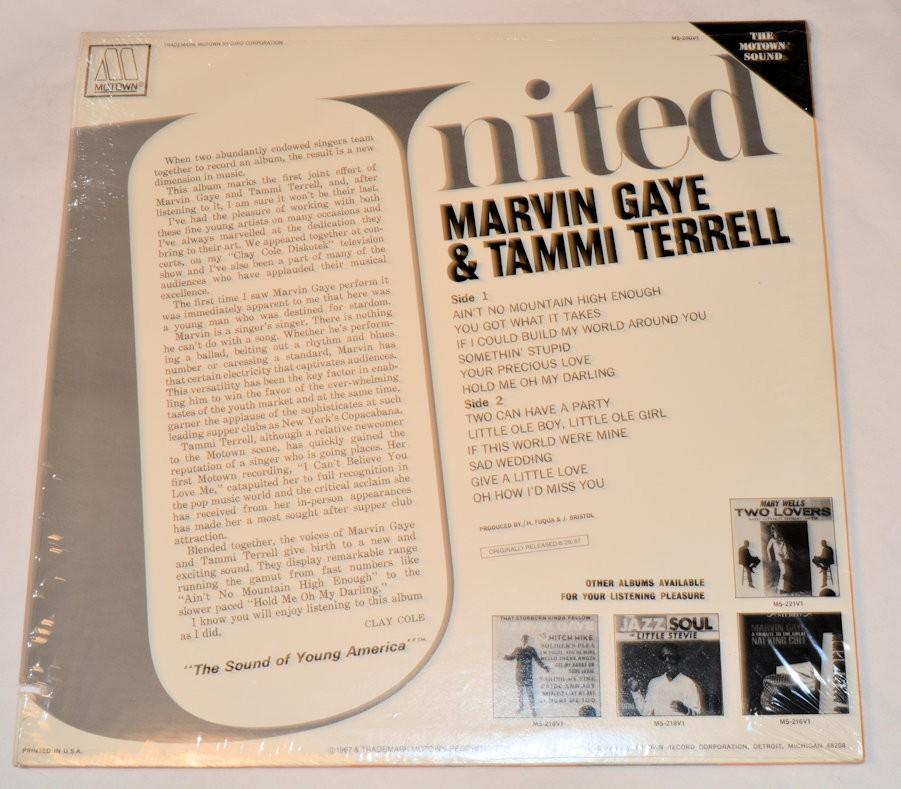 MOTOWN®
TRADEMARK MOTOWN RECORD CORPORATION
THE
MOTOWN
SOUND
United
MARVIN GAYE
& TAMMI TERRELL
When two abundantly endowed singers team
together to record an album, the result is a new
dimension in music.
This album marks the first joint effort of
Marvin Gaye and Tammi Terrell, and, after
listening to it, I am sure it won't be their last.
I've had the pleasure of working with both
these fine young artists on many occasions and
I've always marvelled at the dedication they
bring to their art. We appeared together at con-
certs, on my "Clay Cole Diskotek" television
show and I've also been a part of many of the
audiences who have applauded their musical
excellence.
The first time I saw Marvin Gaye perform it
was immediately apparent to me that here was
a young man who was destined for stardom.
Marvin is a singer's singer. There is nothing
he can't do with a song. Whether he's perform-
ing a ballad, belting out a rhythm and blues
number or caressing a standard, Marvin has
that certain electricity that captivates audiences.
This versatility has been the key factor in enab-
ling him to win the favor of the ever-whelming
tastes of the youth market and at the same time,
garner the applause of the sophisticates at such
leading supper clubs as New York's Copacabana.
Tammi Terrell, although a relative newcomer
to the Motown scene, has quickly gained the
reputation of a singer who is going places. Her
first Motown recording, "I Can't Believe You
Love Me," catapulted her to full recognition in
the pop music world and the critical acclaim she
has received from her in-person appearances
has made her a most sought after supper club
attraction.
Blended together, the voices of Marvin Gaye
and Tammi Terrell give birth to a new and
exciting sound. They display remarkable range
running the gamut from fast numbers like
"Ain't No Mountain High Enough" to the
slower paced "Hold Me Oh My Darling."
I know you will enjoy listening to this album
as I did.
CLAY COLE
"The Sound of Young America"™
Side 1
AIN'T NO MOUNTAIN HIGH ENOUGH
YOU GOT WHAT IT TAKES
IF I COULD BUILD MY WORLD AROUND YOU
SOMETHIN' STUPID
YOUR PRECIOUS LOVE
HOLD ME OH MY DARLING
Side 2
TWO CAN HAVE A PARTY
LITTLE OLE BOY, LITTLE OLE GIRL
IF THIS WORLD WERE MINE
SAD WEDDING
GIVE A LITTLE LOVE
OH HOW I'D MISS YOU
PRODUCED BY: H. FUQUA & J. BRISTOL
ORIGINALLY RELEASED 8/29/67
OTHER ALBUMS AVAILABLE
FOR YOUR LISTENING PLEASURE
MARY WELLS
TWO LOVERS
M5-221V1
THAT STUBBORN KINDA FELLOW
HITCH HIKE
SOLDIER'S PLEA
M5-218V1
JAZZ SOUL
OF LITTLE STEVIE
M5-219V1
MARVIN GAYE
A TRIBUTE TO THE GREAT
NAT KING COLE
M5-216V1
PRINTED IN U.S.A.
©1967 & TRADEMARK MOTOWN RECORD CORPORATION, DETROIT, MICHIGAN 48208